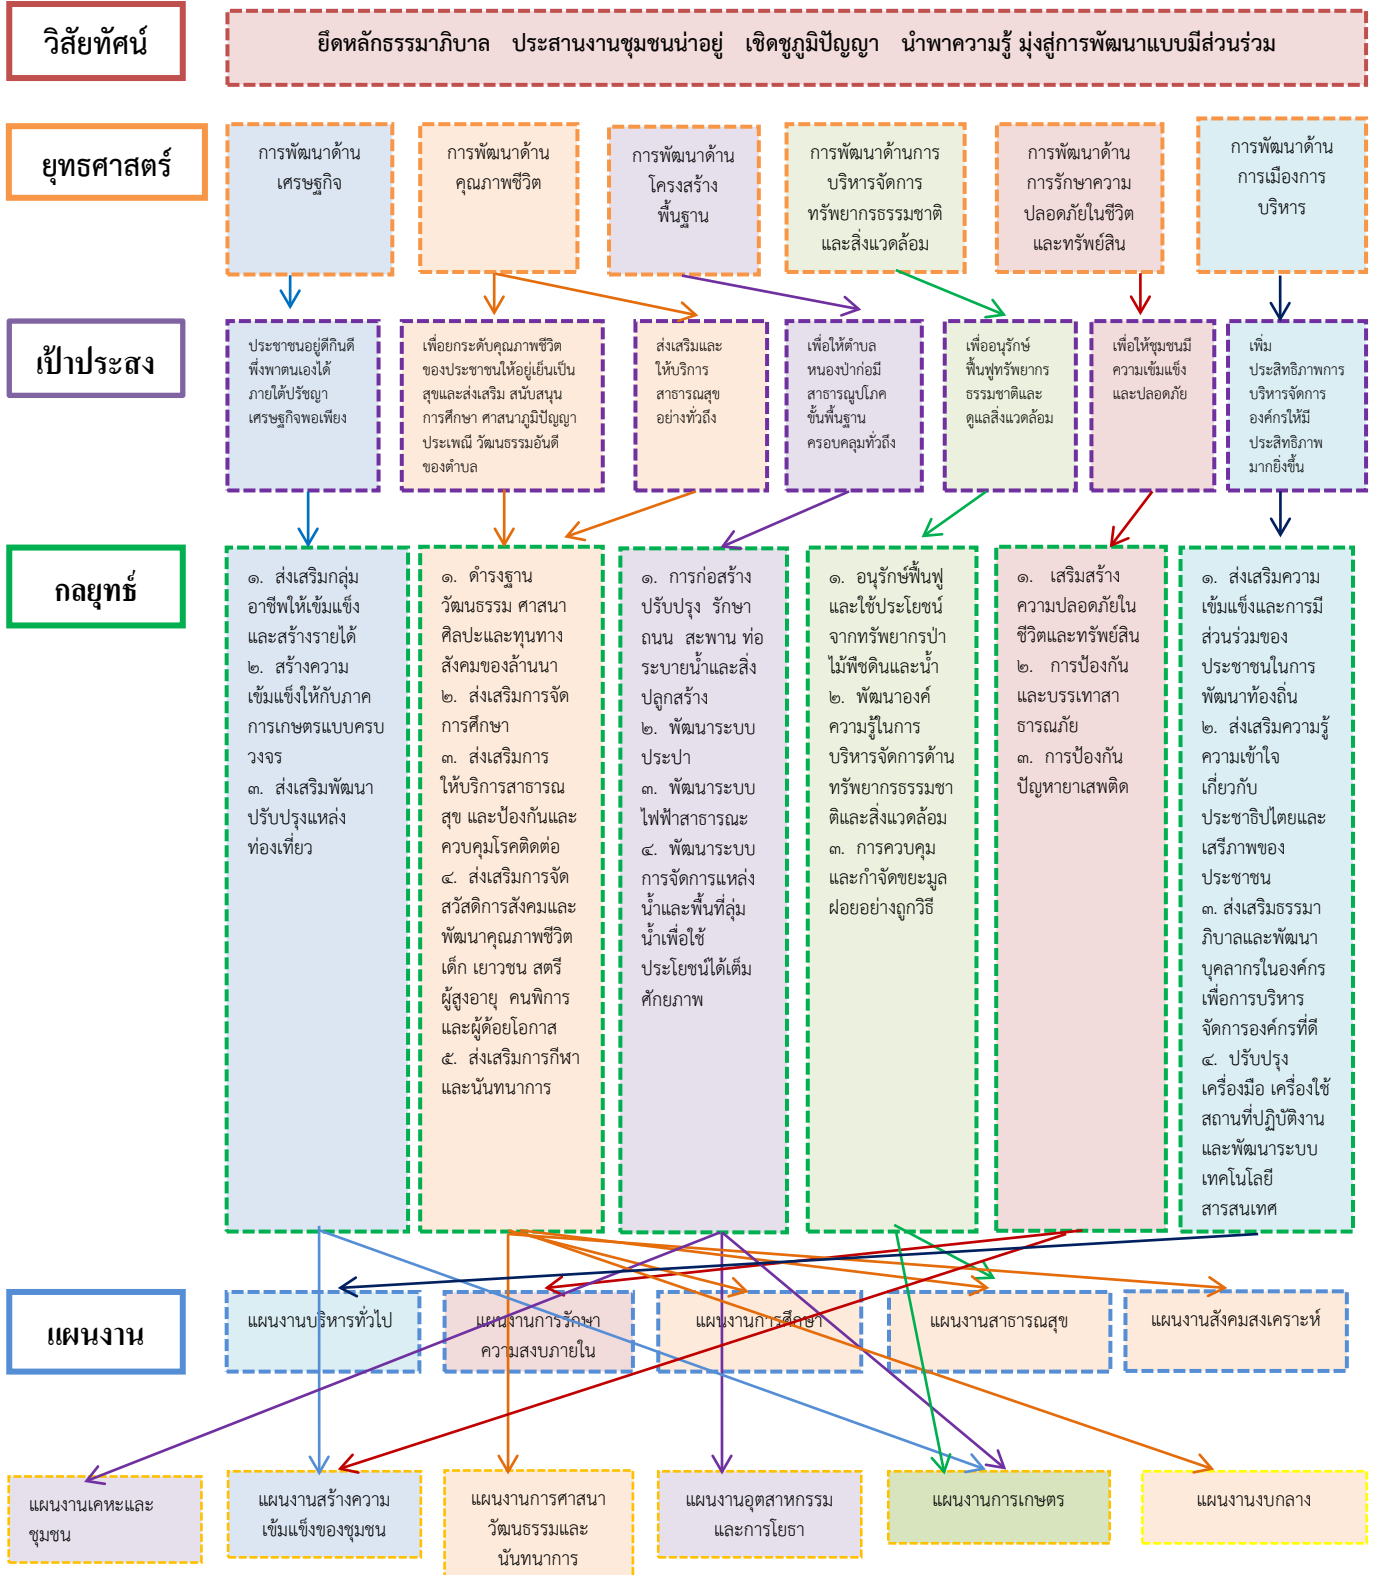 วิสัยทัศน์
ยึดหลักธรรมาภิบาล ประสานงานชุมชนน่าอยู่ เชิดชูภูมิปัญญา นำพาความรู้ มุ่งสู่การพัฒนาแบบมีส่วนร่วม
ยุทธศาสตร์
การพัฒนาด้าน
เศรษฐกิจ
การพัฒนาด้าน
คุณภาพชีวิต
การพัฒนาด้าน
โครงสร้าง
พื้นฐาน
การพัฒนาด้านการ
บริหารจัดการ
ทรัพยากรธรรมชาติ
และสิ่งแวดล้อม
การพัฒนาด้าน
การรักษาความ
ปลอดภัยในชีวิต
และทรัพย์สิน
การพัฒนาด้าน
การเมืองการ
บริหาร
เป้าประสง
ประชาชนอยู่ดีกินดี
พึ่งพาตนเองได้
ภายใต้ปรัชญา
เศรษฐกิจพอเพียง
เพื่อยกระดับคุณภาพชีวิต
ของประชาชนให้อยู่เย็นเป็น
สุขและส่งเสริม สนับสนุน
การศึกษา ศาสนาภูมิปัญญา
ประเพณี วัฒนธรรมอันดี
ของตำบล
ส่งเสริมและ
ให้บริการ
สาธารณสุข
อย่างทั่วถึง
เพื่อให้ตำบล
หนองป่าก่อมี
สาธารณูปโภค
ขั้นพื้นฐาน
ครอบคลุมทั่วถึง
เพื่ออนุรักษ์
ฟื้นฟูทรัพยากร
ธรรมชาติและ
ดูแลสิ่งแวดล้อม
เพื่อให้ชุมชนมี
ความเข้มแข็ง
และปลอดภัย
เพิ่ม
ประสิทธิภาพการ
บริหารจัดการ
องค์กรให้มี
ประสิทธิภาพ
มากยิ่งขึ้น
กลยุทธ์
๑. ส่งเสริมกลุ่ม
อาชีพให้เข้มแข็ง
และสร้างรายได้
๒. สร้างความ
เข้มแข็งให้กับภาค
การเกษตรแบบครบ
วงจร
๓. ส่งเสริมพัฒนา
ปรับปรุงแหล่ง
ท่องเที่ยว
๑. ดำรงฐาน
วัฒนธรรม ศาสนา
ศิลปะและทุนทาง
สังคมของล้านนา
๒. ส่งเสริมการจัด
การศึกษา
๓. ส่งเสริมการ
ให้บริการสาธารณ
สุข และป้องกันและ
ควบคุมโรคติดต่อ
๔. ส่งเสริมการจัด
สวัสดิการสังคมและ
พัฒนาคุณภาพชีวิต
เด็ก เยาวชน สตรี
ผู้สูงอายุ คนพิการ
และผู้ด้อยโอกาส
๕. ส่งเสริมการกีฬา
และนันทนาการ
๑. การก่อสร้าง
ปรับปรุง รักษา
ถนน สะพาน ท่อ
ระบายน้ำและสิ่ง
ปลูกสร้าง
๒. พัฒนาระบบ
ประปา
๓. พัฒนาระบบ
ไฟฟ้าสาธารณะ
๔. พัฒนาระบบ
การจัดการแหล่ง
น้ำและพื้นที่ลุ่ม
น้ำเพื่อใช้
ประโยชน์ได้เต็ม
ศักยภาพ
๑. อนุรักษ์ฟื้นฟู
และใช้ประโยชน์
จากทรัพยากรป่า
ไม้พืชดินและน้ำ
๒. พัฒนาองค์
ความรู้ในการ
บริหารจัดการด้าน
ทรัพยากรธรรมชา
ติและสิ่งแวดล้อม
๓. การควบคุม
และกำจัดขยะมูล
ฝอยอย่างถูกวิธี
๑. เสริมสร้าง
ความปลอดภัยใน
ชีวิตและทรัพย์สิน
๒. การป้องกัน
และบรรเทาสา
ธารณภัย
๓. การป้องกัน
ปัญหายาเสพติด
๑. ส่งเสริมความ
เข้มแข็งและการมี
ส่วนร่วมของ
ประชาชนในการ
พัฒนาท้องถิ่น
๒. ส่งเสริมความรู้
ความเข้าใจ
เกี่ยวกับ
ประชาธิปไตยและ
เสรีภาพของ
ประชาชน
๓. ส่งเสริมธรรมา
ภิบาลและพัฒนา
บุคลากรในองค์กร
เพื่อการบริหาร
จัดการองค์กรที่ดี
๔. ปรับปรุง
เครื่องมือ เครื่องใช้
สถานที่ปฏิบัติงาน
และพัฒนาระบบ
เทคโนโลยี
สารสนเทศ
แผนงาน
แผนงานบริหารทั่วไป
แผนงานการรักษา
ความสงบภายใน
แผนงานการศึกษา
แผนงานสาธารณสุข
แผนงานสังคมสงเคราะห์
แผนงานเคหะและ
ชุมชน
แผนงานสร้างความ
เข้มแข็งของชุมชน
แผนงานการศาสนา
วัฒนธรรมและ
นันทนาการ
แผนงานอุตสาหกรรม
และการโยธา
แผนงานการเกษตร
แผนงานงบกลาง